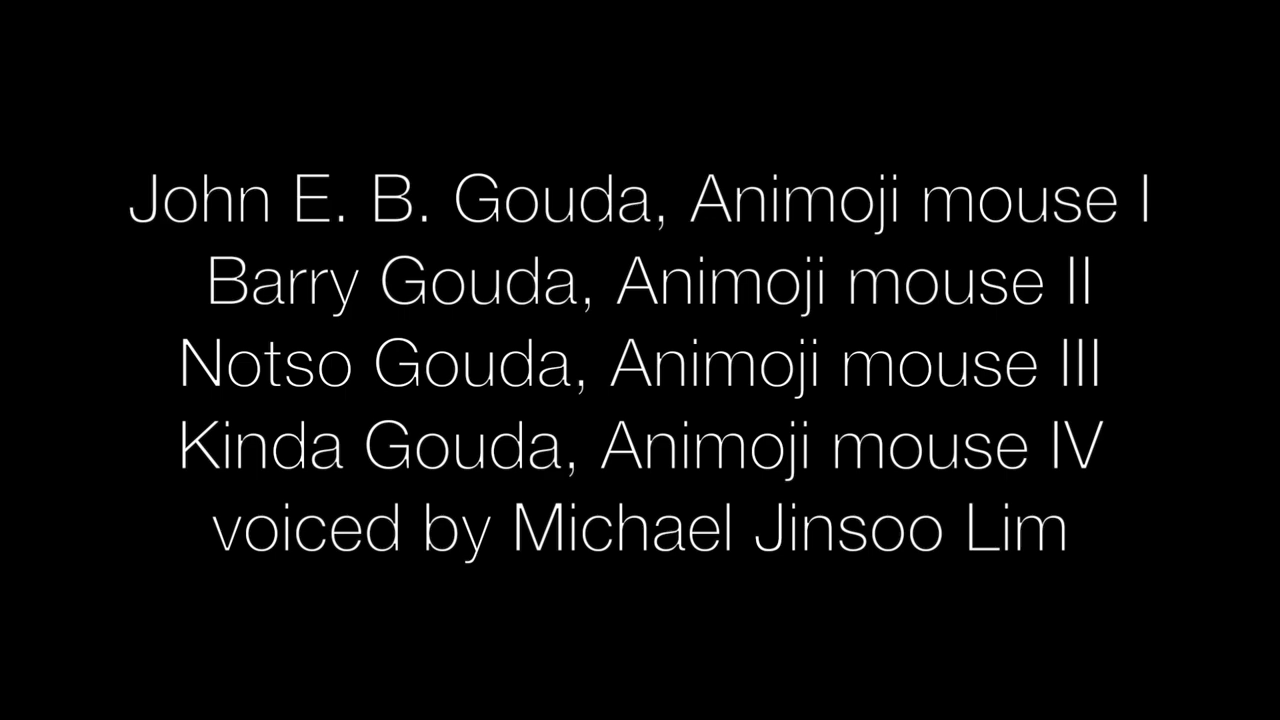 John E. B. Gouda, Animoji mouse I
Barry Gouda, Animoji mouse II
Notso Gouda, Animoji mouse III
Kinda Gouda, Animoji mouse IV
voiced by Michael Jinsoo Lim